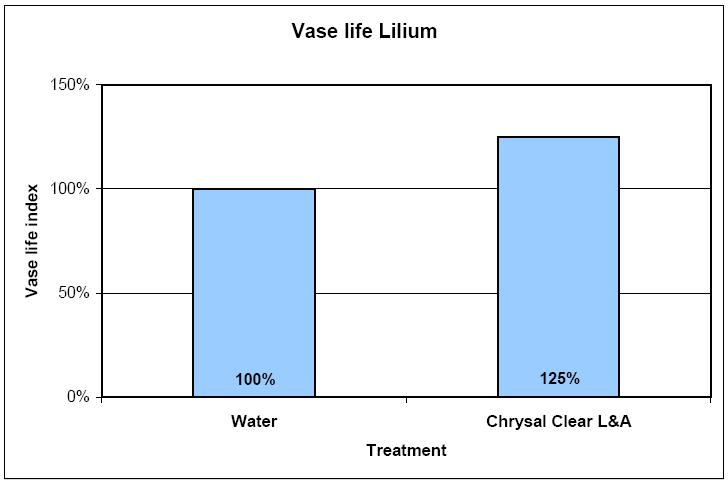 Vase life Lilium
150%
100%
50%
0%
Vase life index
100%
125%
Water
Chrysal Clear L&A
Treatment